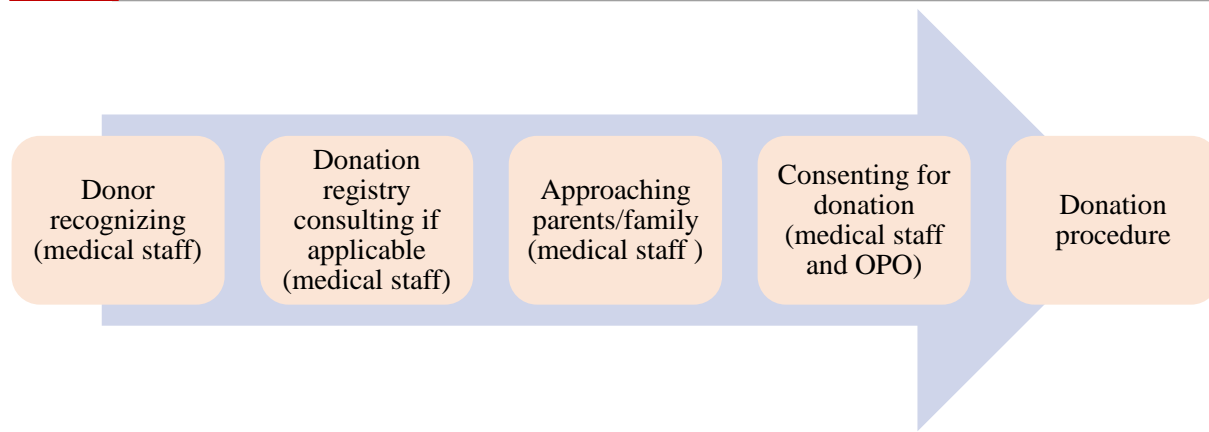 Donor
recognizing
(medical staff)
Donation
registry
consulting if
applicable
(medical staff)
Approaching
parents/family
(medical staff )
Consenting for
donation
(medical staff
and OPO)
Donation
procedure